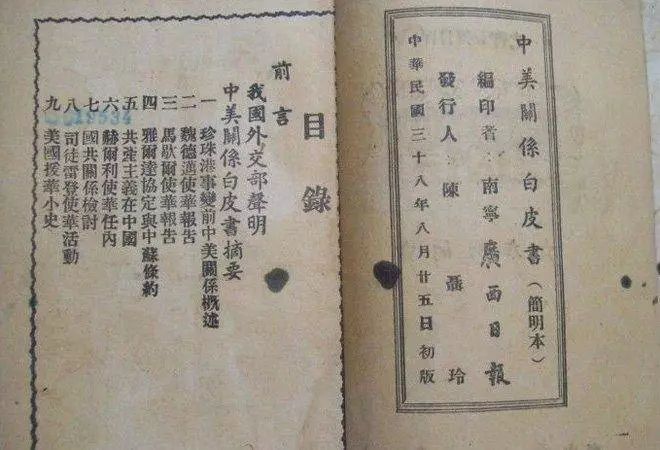 中美關係白皮書（簡明本）
編印者：南寧廣西日報
發行人：陳聶玲
中華民國三十八年八月廿五日初版
目錄
前言
我國外交部聲明
中美關係白皮書摘要
一 珍珠港事變前中美關係概述
二 魏德邁使華報告
三 馬歇爾使華報告
四 雅爾達協定與中蘇條約
五 共產主義在中國
六 赫爾利使華任內
七 國共關係檢討
八 司徒雷登使華活動
九 美國援華小史
19534